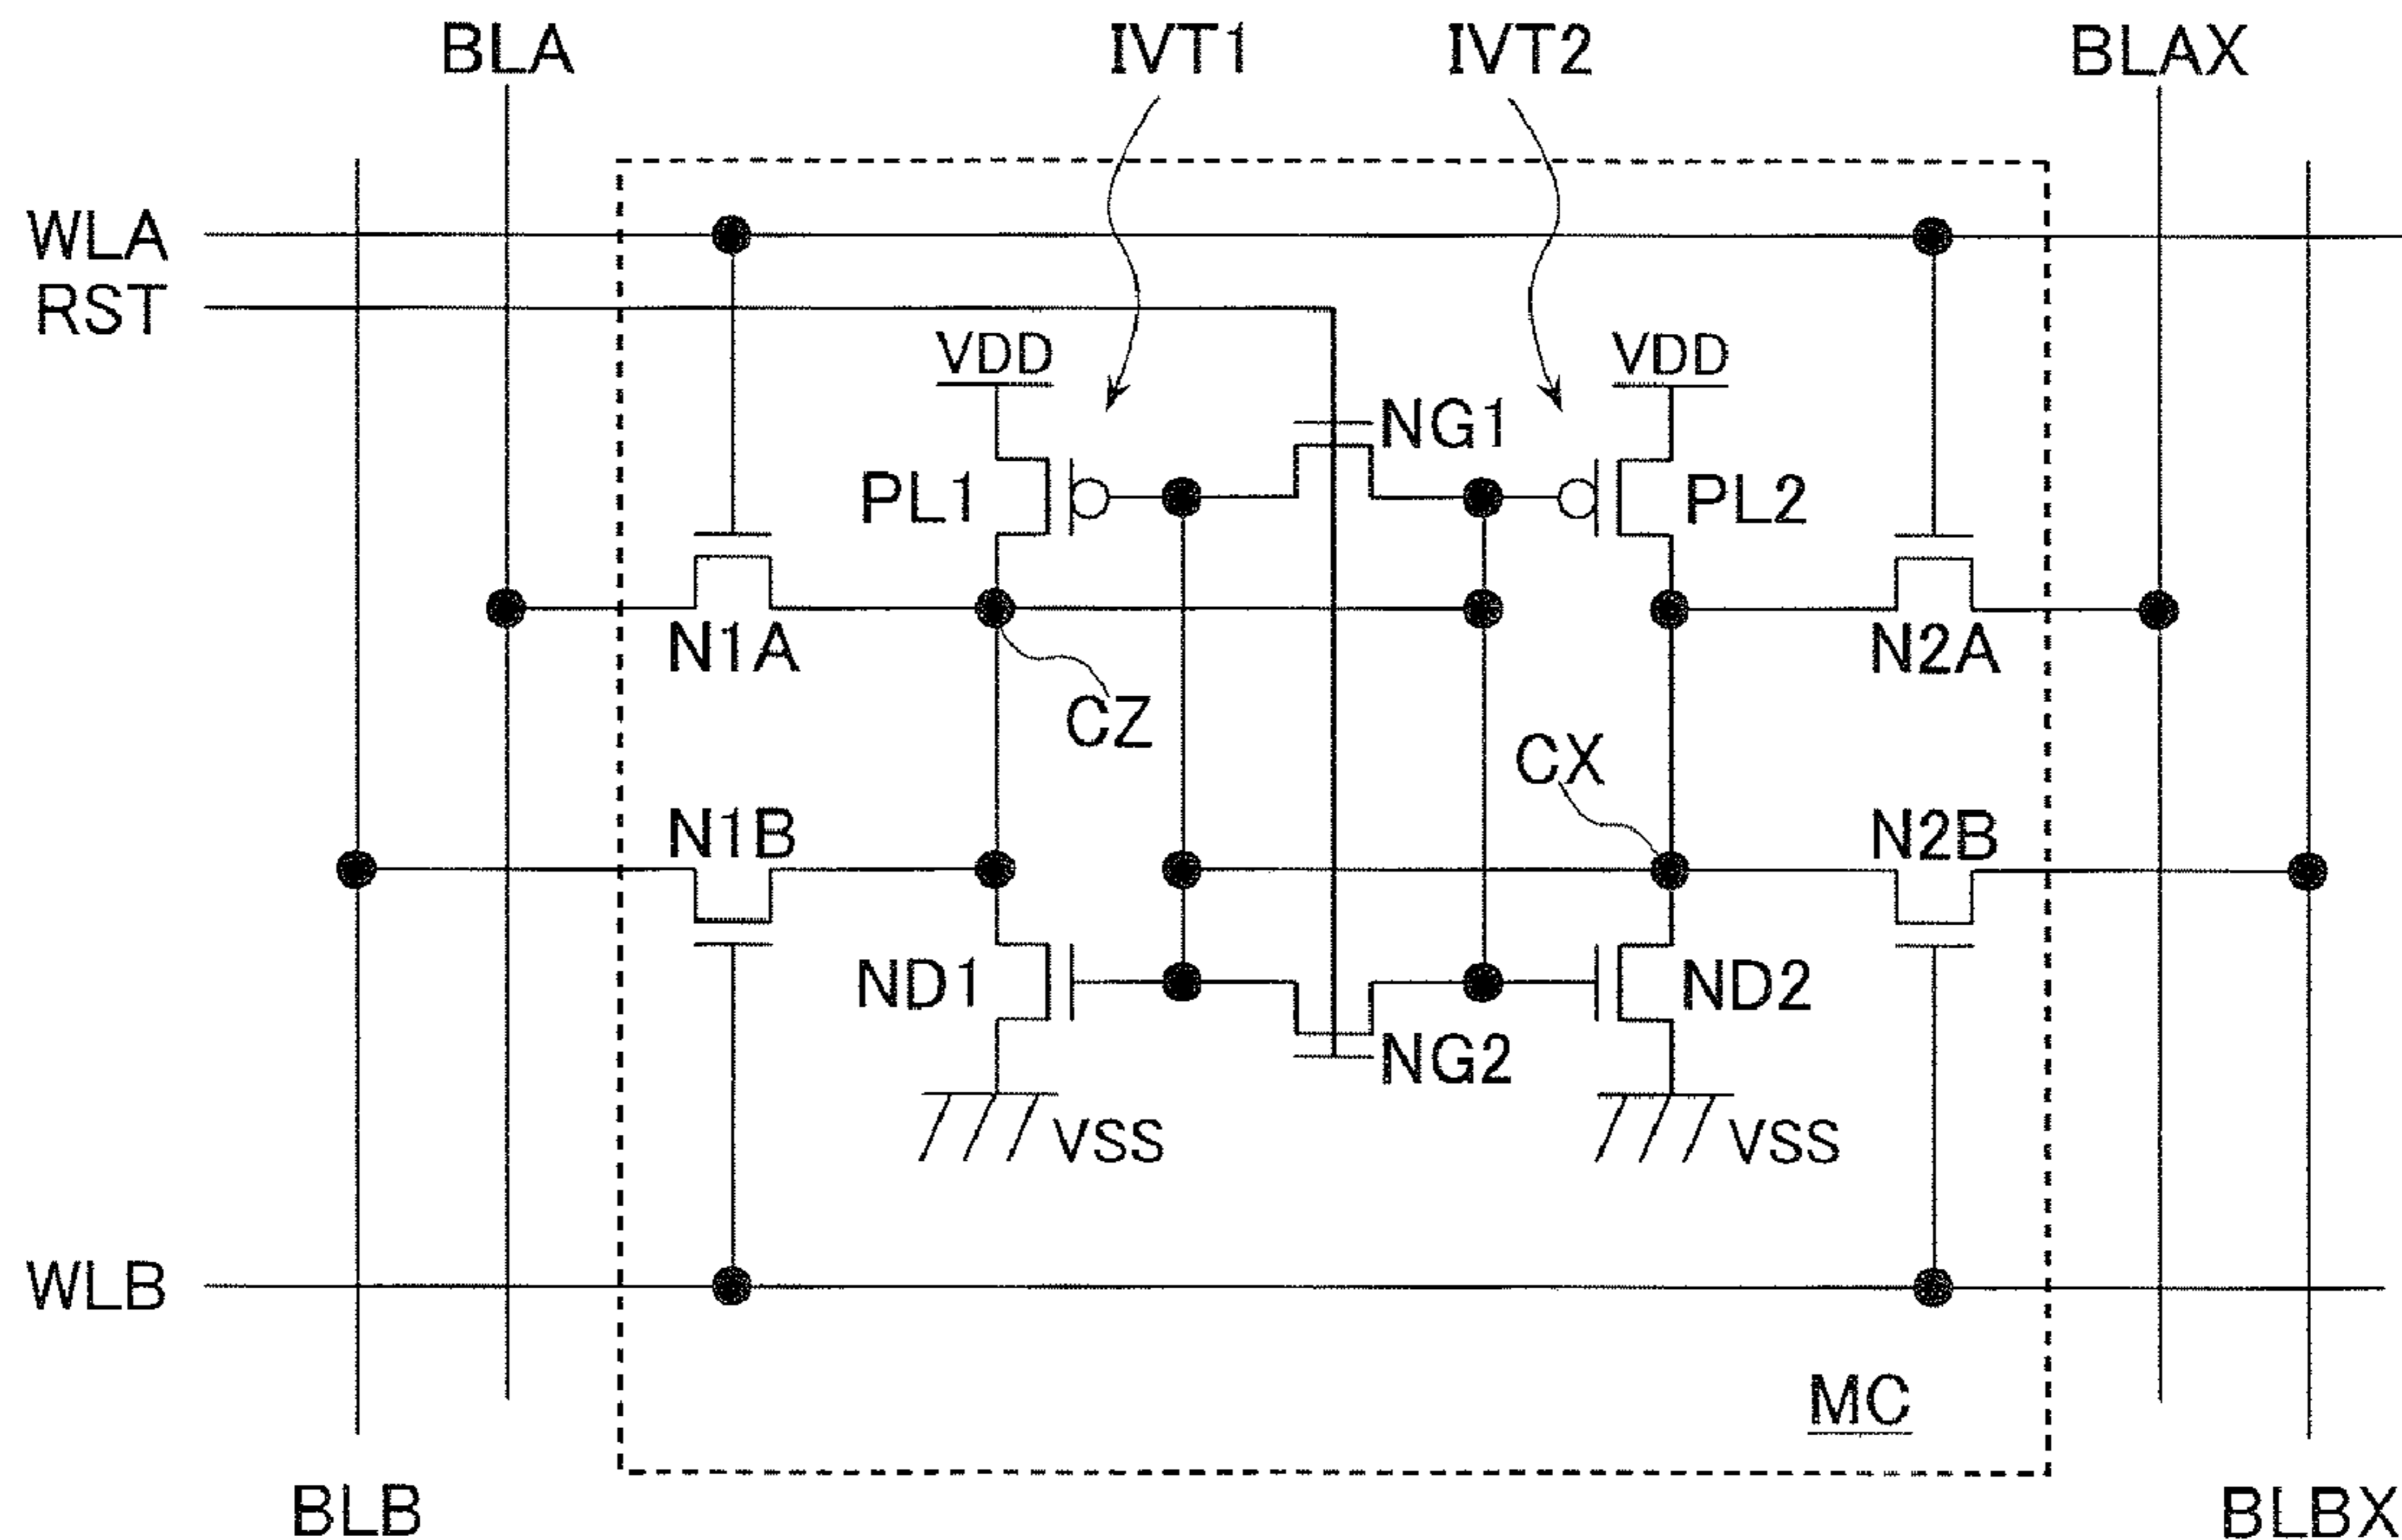 BLA
IVT1
IVT2
BLAX
WLA
RST
VDD
VDD
NG1
PL1
PL2
N1A
N2A
CZ
CX
N1B
N2B
ND1
ND2
NG2
VSS
VSS
WLB
MC
BLB
BLBX